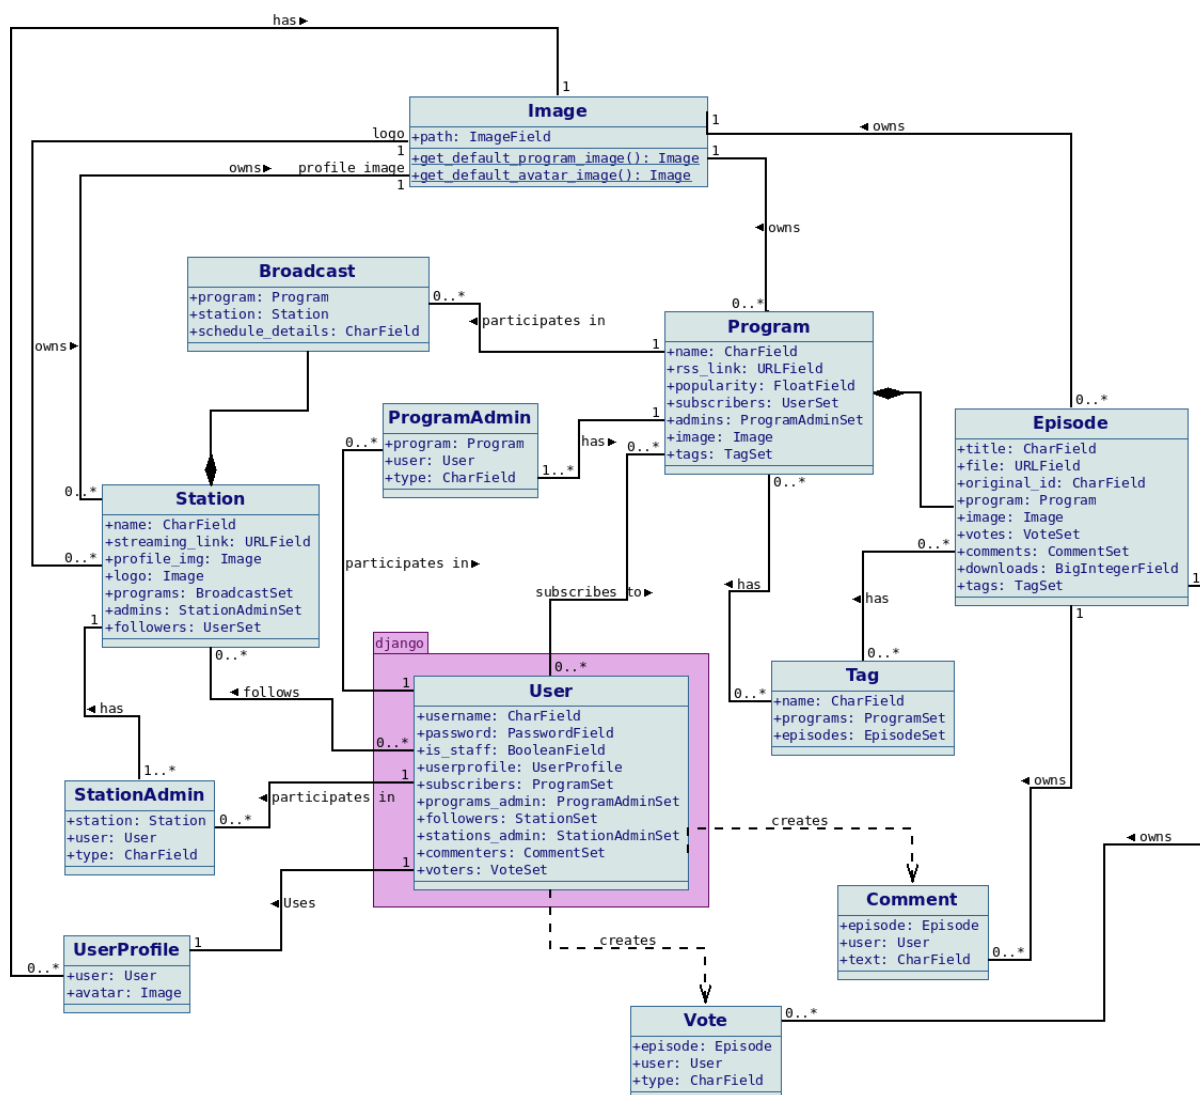 has►
1
Image
+path: ImageField
+get_default_program_image(): Image
+get_default_avatar_image(): Image
logo
1
owns► profile image
1
1
◄owns
1
◄owns
0..*
0..*
Broadcast
+program: Program
+station: Station
+schedule_details: CharField
0..*
◄participates in
1
owns►
Program
+name: CharField
+rss_link: URLField
+popularity: FloatField
+subscribers: UserSet
+admins: ProgramAdminSet
+image: Image
+tags: TagSet
1
0..*
0..*
ProgramAdmin
+program: Program
+user: User
+type: CharField
0..*
1..*
has►
Episode
+title: CharField
+file: URLField
+original_id: CharField
+program: Program
+image: Image
+votes: VoteSet
+comments: CommentSet
+downloads: BigIntegerField
+tags: TagSet
0..*
1
1
0..*
0..*
Station
+name: CharField
+streaming_link: URLField
+profile_img: Image
+logo: Image
+programs: BroadcastSet
+admins: StationAdminSet
+followers: UserSet
1
0..*
participates in►
subscribes to►
◄has
◄has
django
0..*
0..*
0..*
Tag
+name: CharField
+programs: ProgramSet
+episodes: EpisodeSet
◄follows
◄has
1
0..*
1
1
User
+username: CharField
+password: PasswordField
+is_staff: BooleanField
+userprofile: UserProfile
+subscribers: ProgramSet
+programs_admin: ProgramAdminSet
+followers: StationSet
+stations_admin: StationAdminSet
+commenters: CommentSet
+voters: VoteSet
1..*
StationAdmin
+station: Station
+user: User
+type: CharField
0..*
◄participates in
◄owns
creates
◄owns
◄Uses
Comment
+episode: Episode
+user: User
+text: CharField
0..*
UserProfile
+user: User
+avatar: Image
0..*
1
creates
Vote
+episode: Episode
+user: User
+type: CharField
0..*